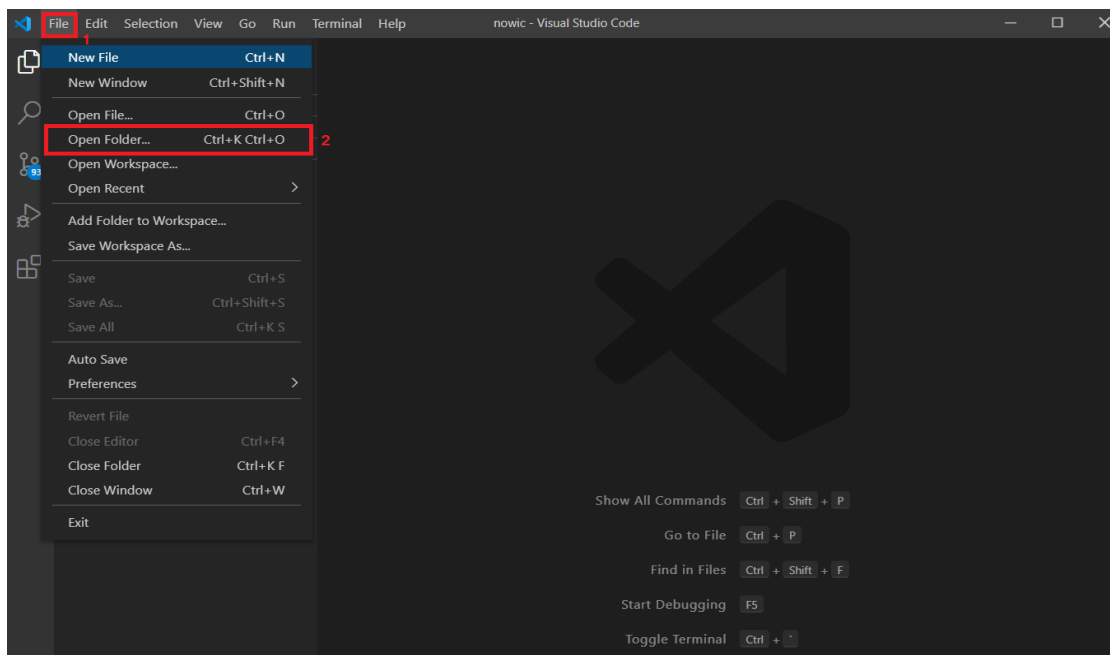 File Edit Selection View Go Run Terminal Help nowic - Visual Studio Code
1
New File Ctrl+N
New Window Ctrl+Shift+N
Open File... Ctrl+O
Open Folder... Ctrl+K Ctrl+O 2
Open Workspace...
93
Open Recent
Add Folder to Workspace...
Save Workspace As...
Save Ctrl+S
Save As... Ctrl+Shift+S
Save All Ctrl+K S
Auto Save
Preferences
Revert File
Close Editor Ctrl+F4
Close Folder Ctrl+K F
Close Window Ctrl+W
Exit
Show All Commands Ctrl + Shift + P
Go to File Ctrl + P
Find in Files Ctrl + Shift + F
Start Debugging F5
Toggle Terminal Ctrl + `